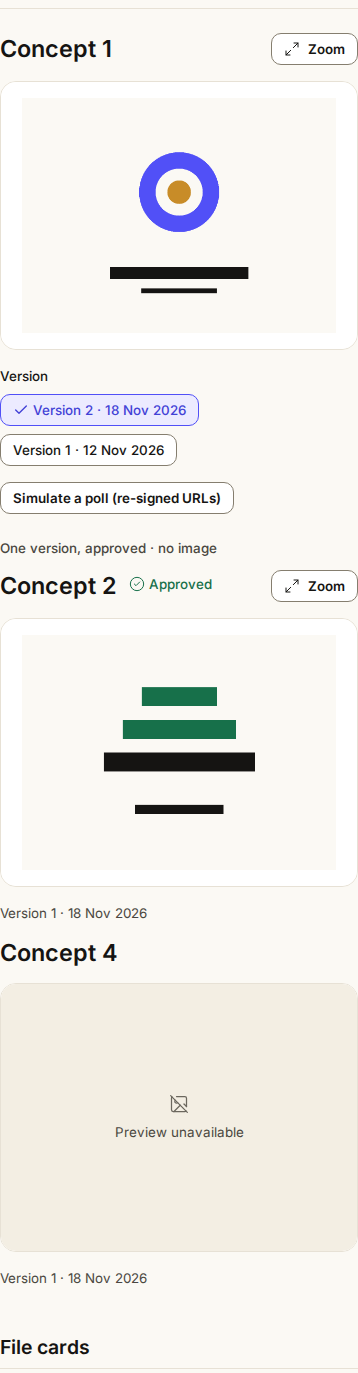 Concept 1
Zoom
Version
Version 2 · 18 Nov 2026
Version 1 · 12 Nov 2026
Simulate a poll (re-signed URLs)
One version, approved · no image
Concept 2
Approved
Zoom
Version 1 · 18 Nov 2026
Concept 4
Preview unavailable
Version 1 · 18 Nov 2026
File cards